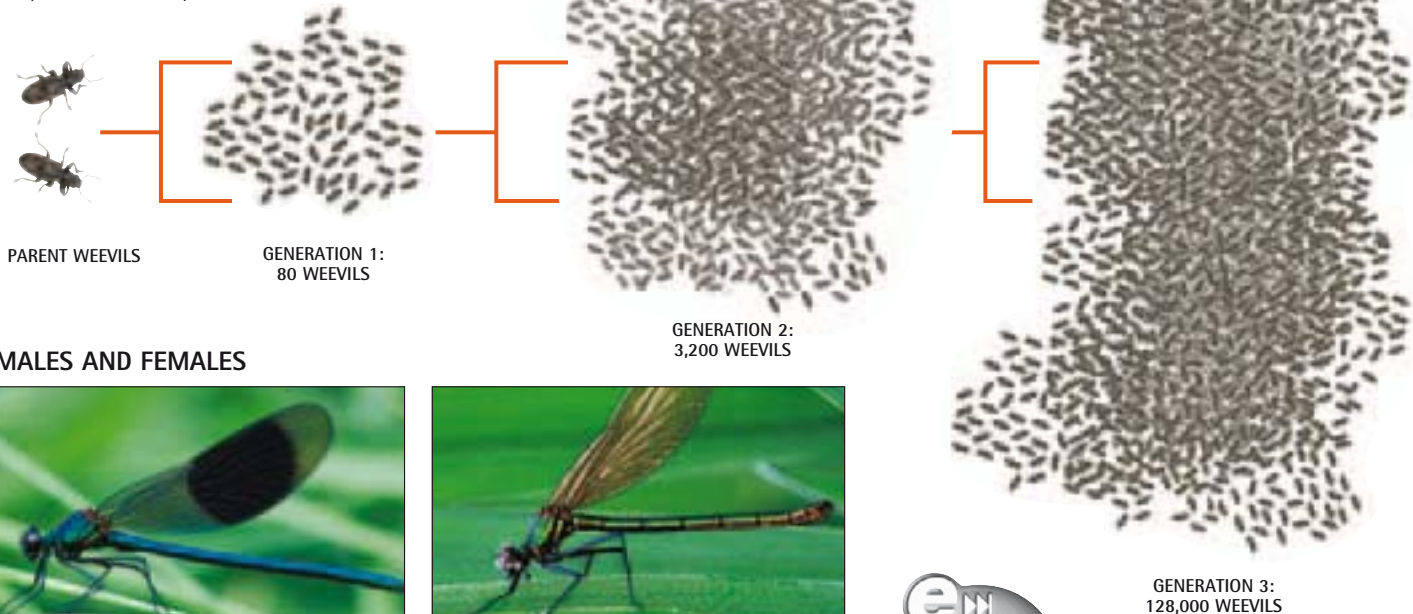 PARENT WEEVILS
GENERATION 1:
80 WEEVILS
GENERATION 2:
3,200 WEEVILS
GENERATION 3:
128,000 WEEVILS
MALES AND FEMALES
e